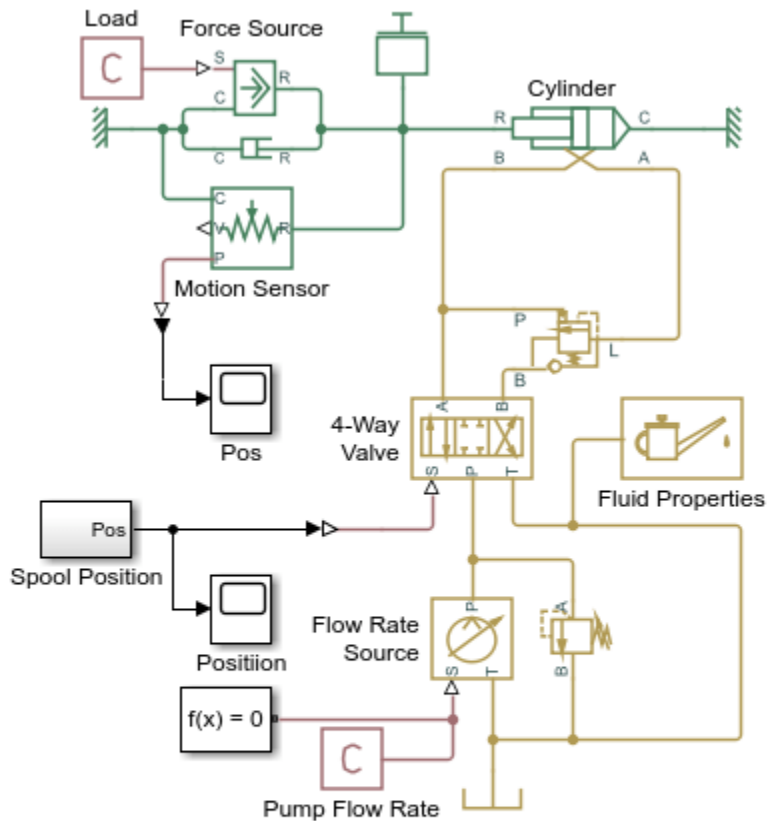 Load
Force Source
C
S
R
C
C
R
Cylinder
R
C
B
A
C
V
R
P
Motion Sensor
P
L
B
Pos
4-Way
Valve
A
B
S
P
T
Fluid Properties
Pos
Spool Position
Positiion
Flow Rate
Source
P
S
T
A
B
f(x) = 0
C
Pump Flow Rate